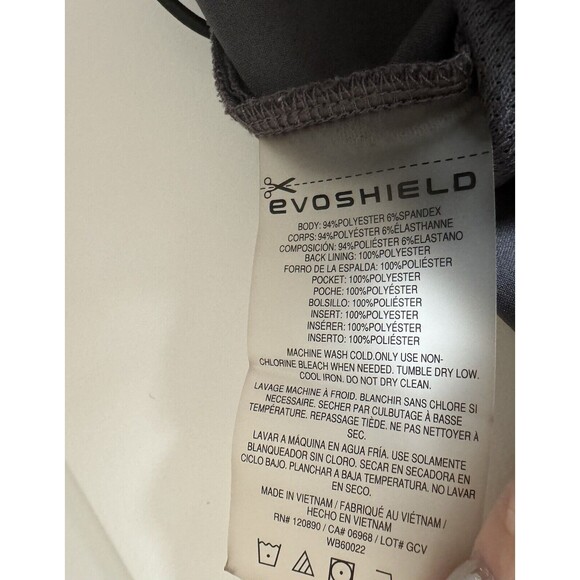 evoSHIELD
BODY: 94%POLYESTER 6%SPANDEX
CORPS: 94%POLYÉSTER 6%ÉLASTHANNE
COMPOSICIÓN: 94%POLIÉSTER 6%ELASTANO
BACK LINING: 100%POLYESTER
FORRO DE LA ESPALDA: 100%POLIÉSTER
POCKET: 100%POLYESTER
POCHE: 100%POLYÉSTER
BOLSILLO: 100%POLIÉSTER
INSERT: 100%POLYESTER
INSÉRER: 100%POLYÉSTER
INSERTO: 100%POLIÉSTER
MACHINE WASH COLD.ONLY USE NON-
CHLORINE BLEACH WHEN NEEDED. TUMBLE DRY LOW.
COOL IRON. DO NOT DRY CLEAN.
LAVAGE MACHINE À FROID. BLANCHIR SANS CHLORE SI
NECESSAIRE. SECHER PAR CULBUTAGE À BASSE
TEMPÉRATURE. REPASSAGE TIÈDE. NE PAS NETTOYER À
SEC.
LAVAR A MÁQUINA EN AGUA FRÍA. USE SOLAMENTE
BLANQUEADOR SIN CLORO. SECAR EN SECADORA EN
CICLO BAJO. PLANCHAR A BAJA TEMPERATURA. NO LAVAR
EN SECO.
MADE IN VIETNAM / FABRIQUÉ AU VIÊTNAM /
HECHO EN VIETNAM
RN# 120890 / CA# 06968 / LOT# GCV
WB60022